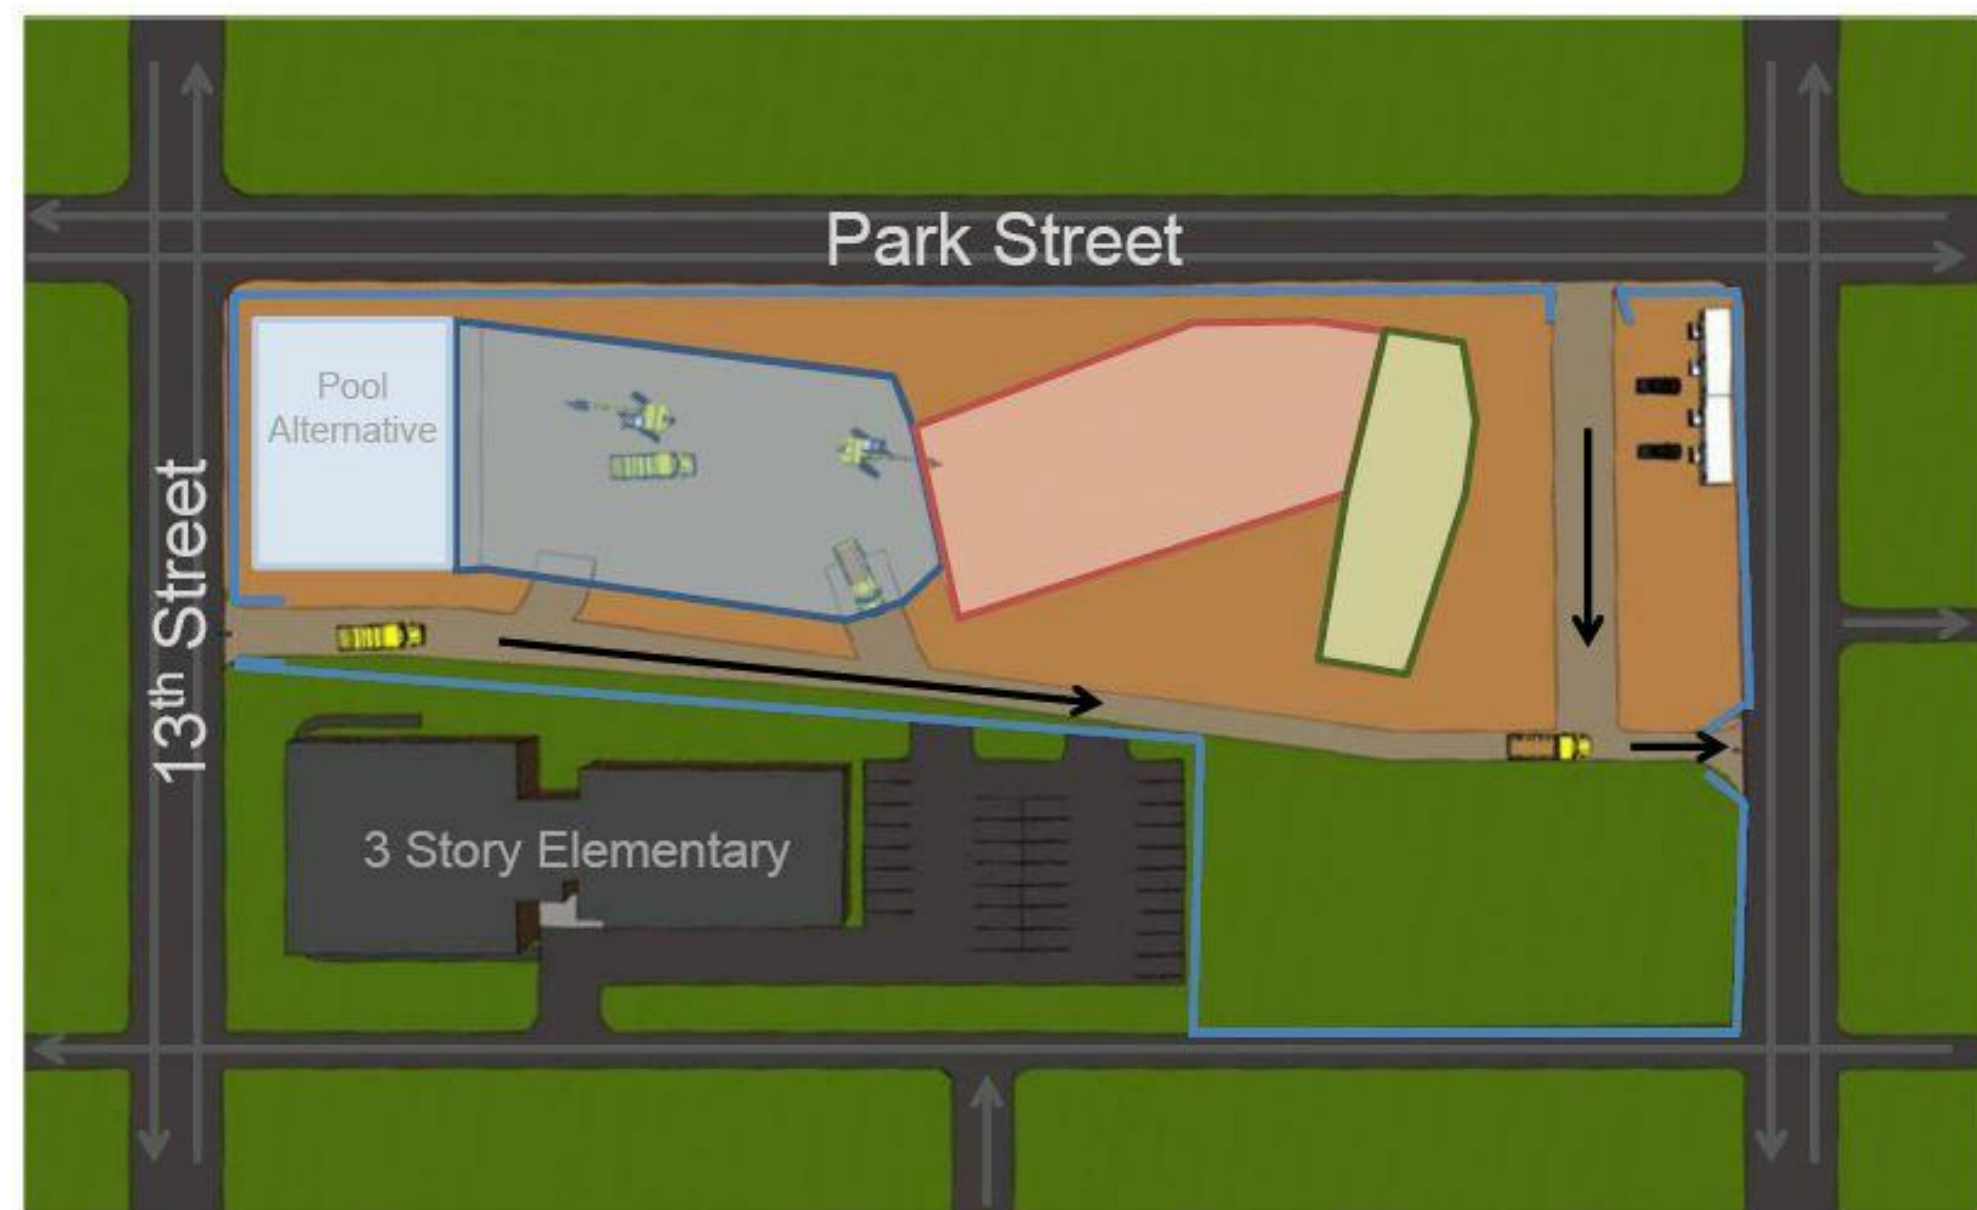 Park Street
Pool
Alternative
13th Street
3 Story Elementary